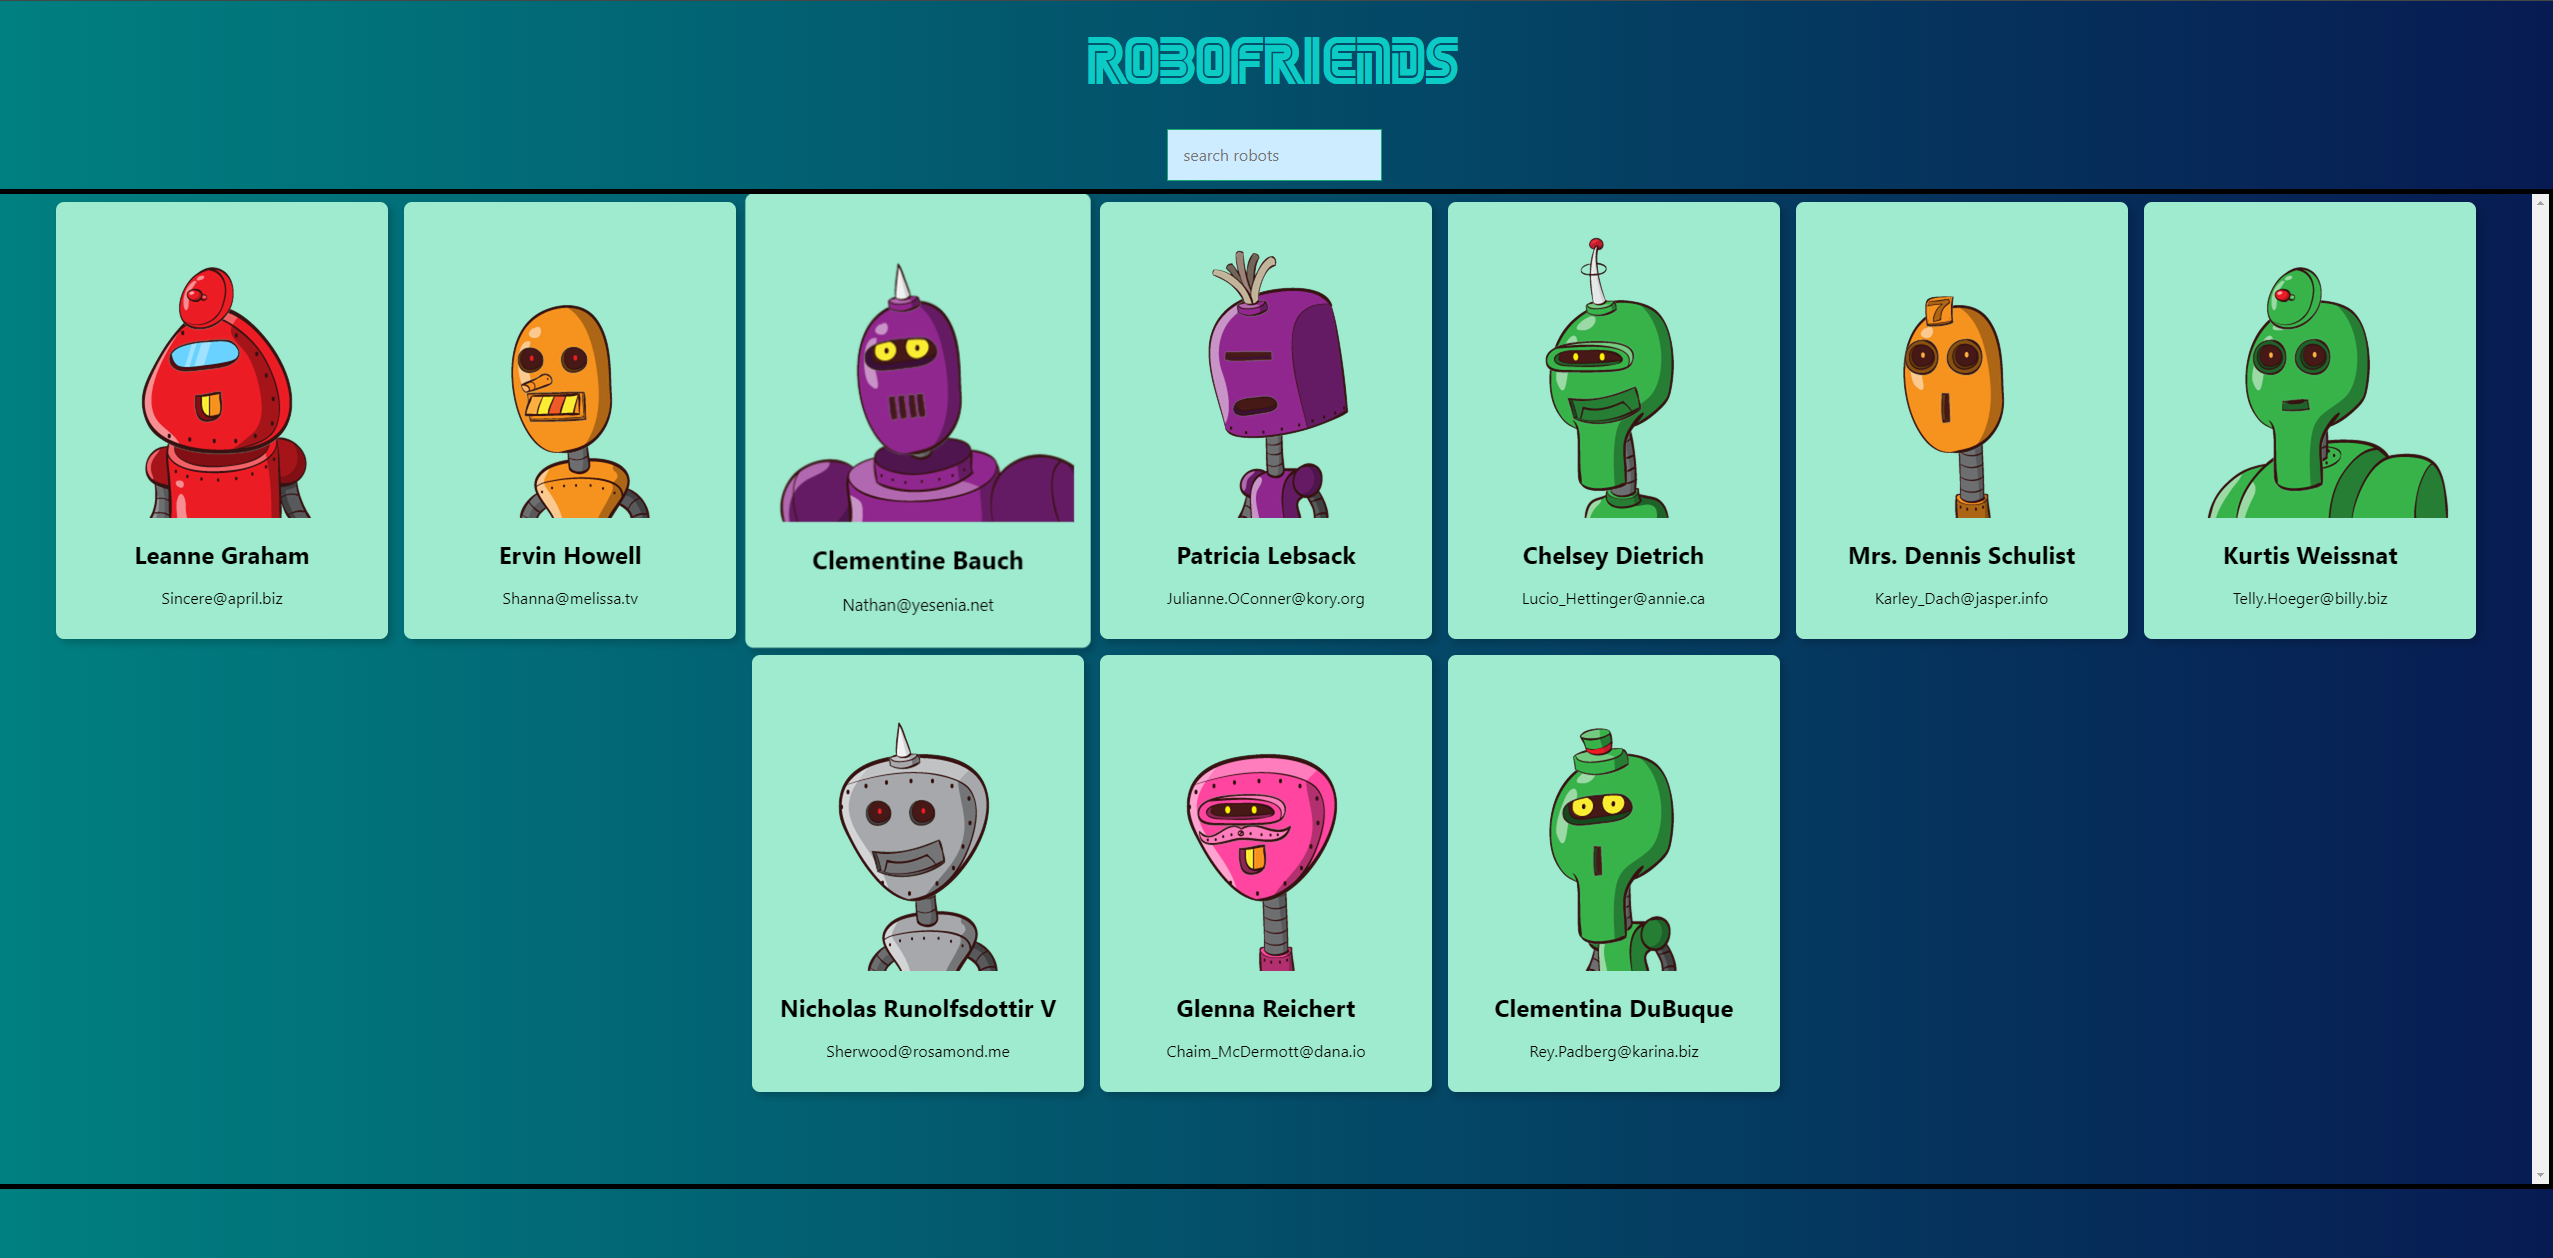 ROBOFRIENDS
search robots
7
Leanne Graham
Sincere@april.biz
Ervin Howell
Shanna@melissa.tv
Clementine Bauch
Nathan@yesenia.net
Patricia Lebsack
Julianne.OConner@kory.org
Chelsey Dietrich
Lucio_Hettinger@annie.ca
Mrs. Dennis Schulist
Karley_Dach@jasper.info
Kurtis Weissnat
Telly.Hoeger@billy.biz
Nicholas Runolfsdottir V
Sherwood@rosamond.me
Glenna Reichert
Chaim_McDermott@dana.io
Clementina DuBuque
Rey.Padberg@karina.biz